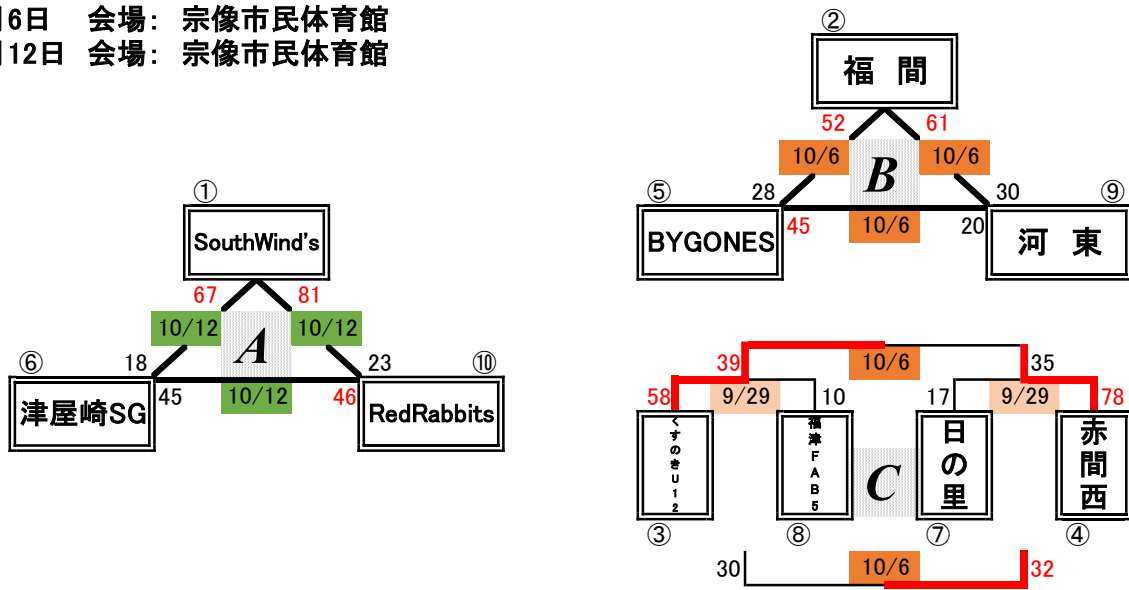 月6日 会場： 宗像市民体育館
月12日 会場： 宗像市民体育館
②
福 間
52 61
10/6 B 10/6
⑤ 28 30 ⑨
BYGONES 45 10/6 20 河 東
①
SouthWind's
67 81
10/12 A 10/12
⑥ 18 23 ⑩
津屋崎SG 45 10/12 46 RedRabbits
39 10/6 35
58 9/29 10 17 9/29 78
くすのきU12 福津FAB5 C 日の里 赤間西
③ ⑧ ⑦ ④
30 10/6 32